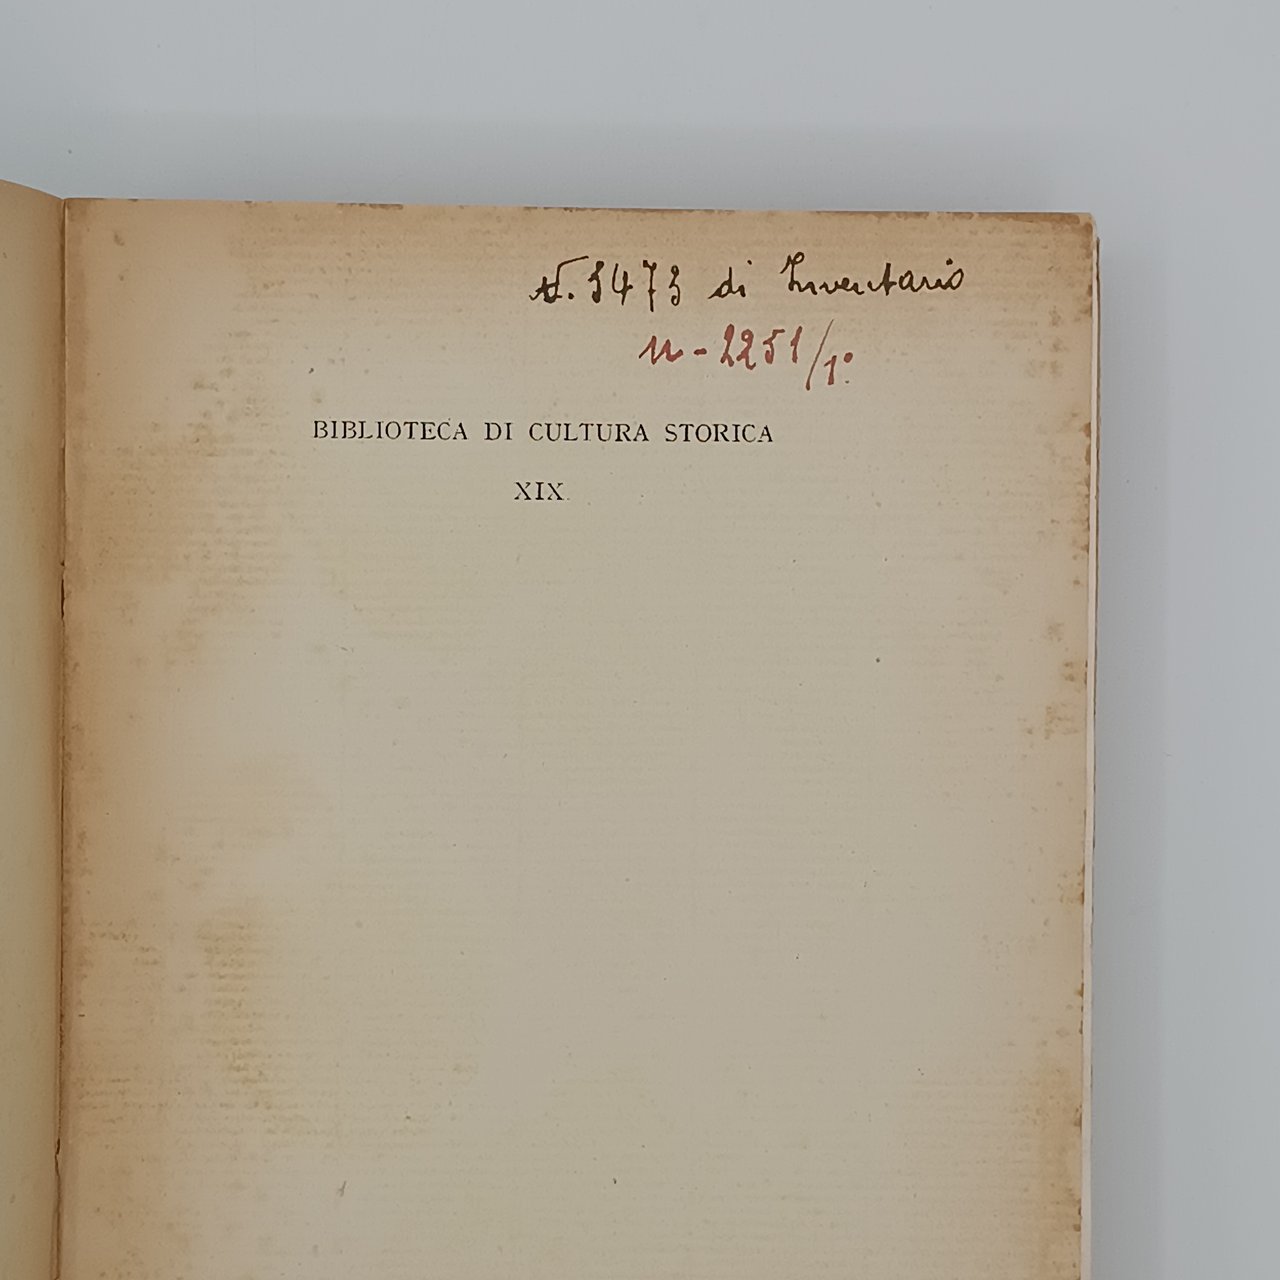 N. 3473 di Inventario
n - 2251/1°.
BIBLIOTECA DI CULTURA STORICA
XIX.